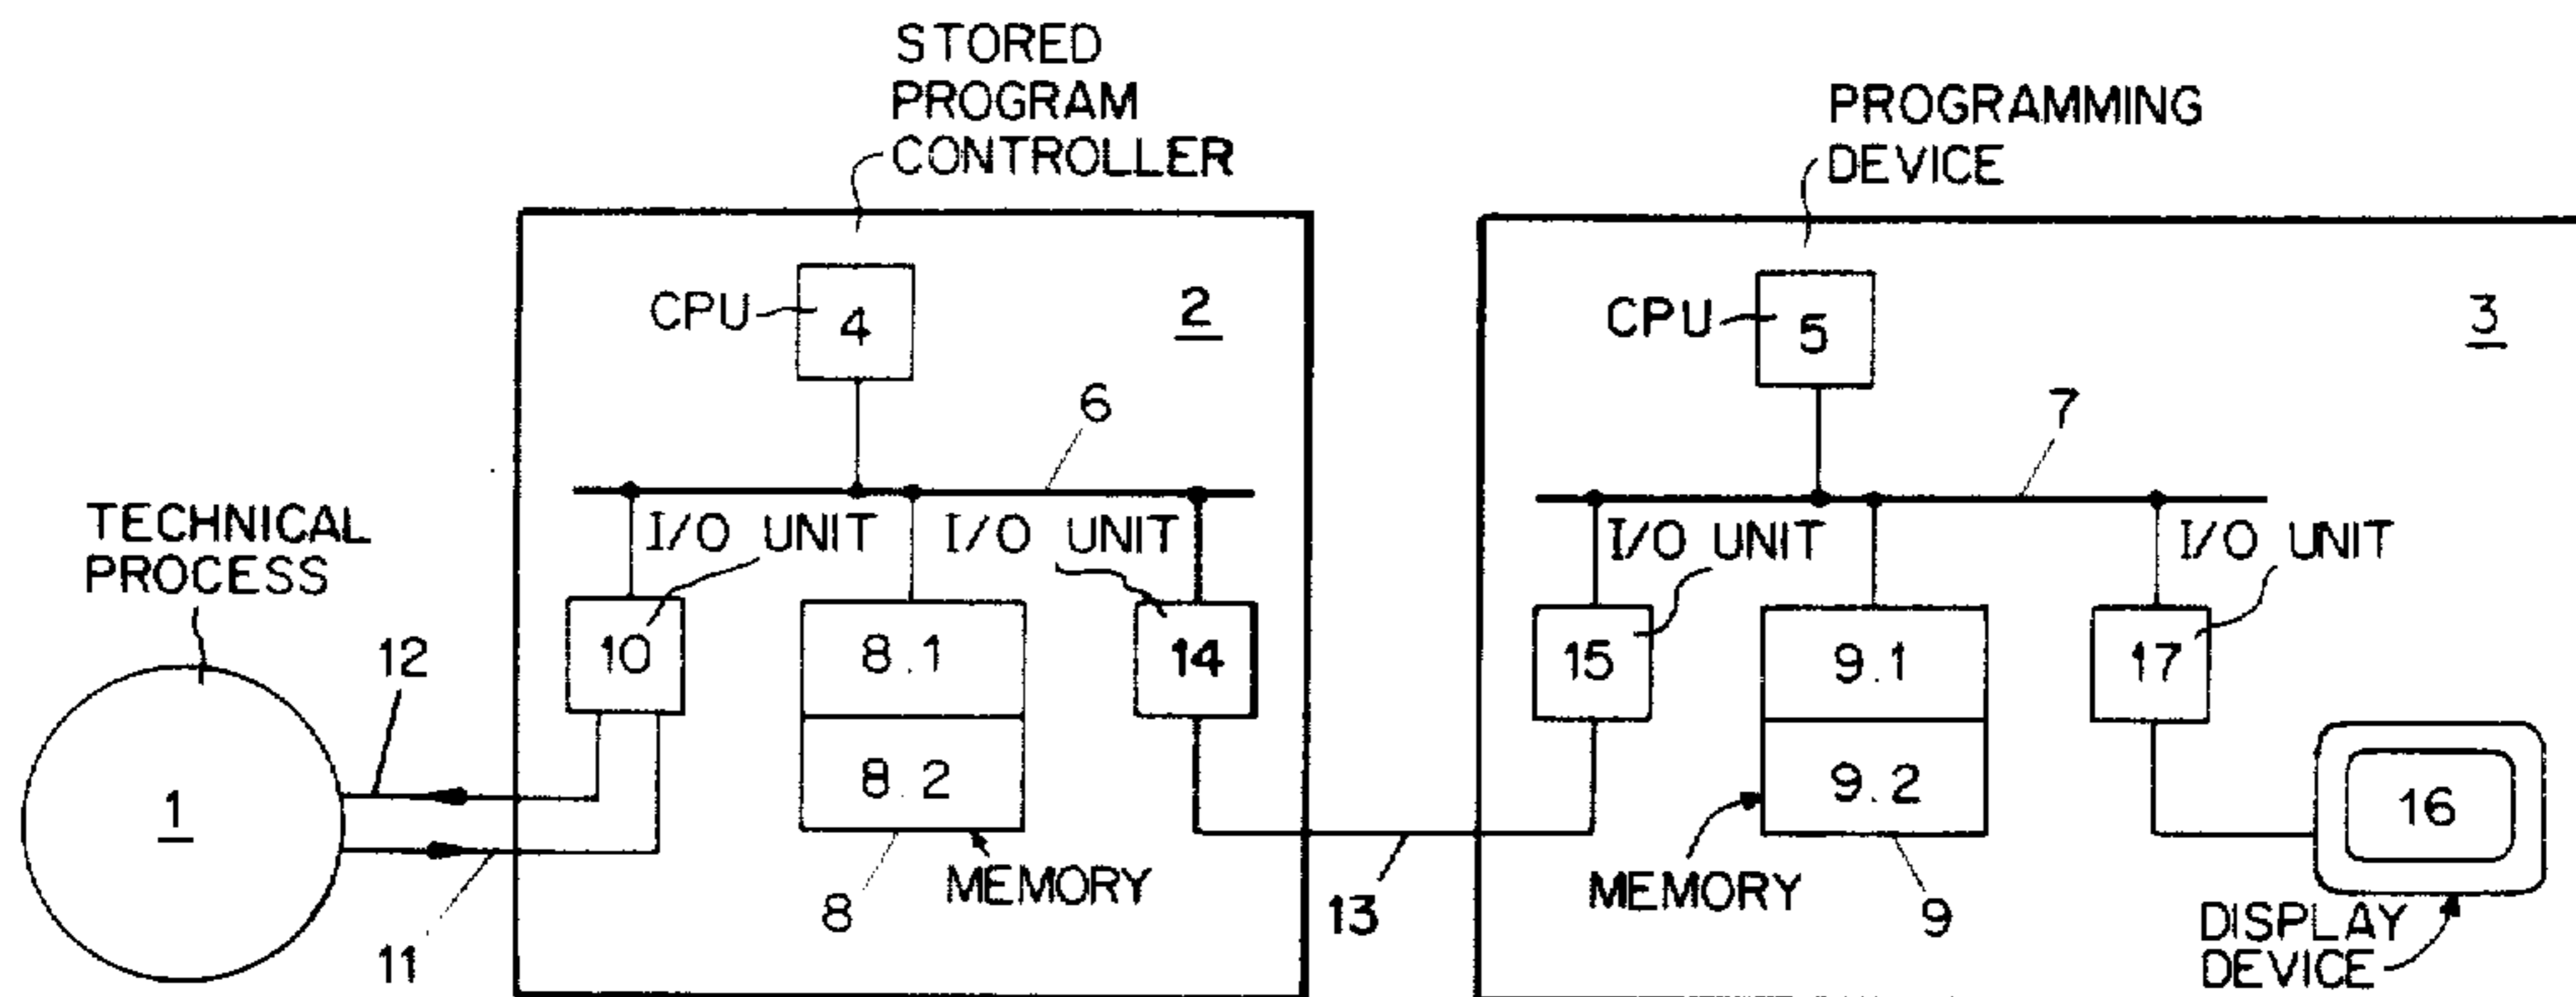 STORED
PROGRAM
CONTROLLER
PROGRAMMING
DEVICE
CPU
4
2
CPU
5
3
6
7
TECHNICAL
PROCESS
I/O UNIT
I/O UNIT
I/O UNIT
I/O UNIT
12
10
8.1
14
15
9.1
17
1
8.2
9.2
16
11
8
MEMORY
13
MEMORY
9
DISPLAY
DEVICE